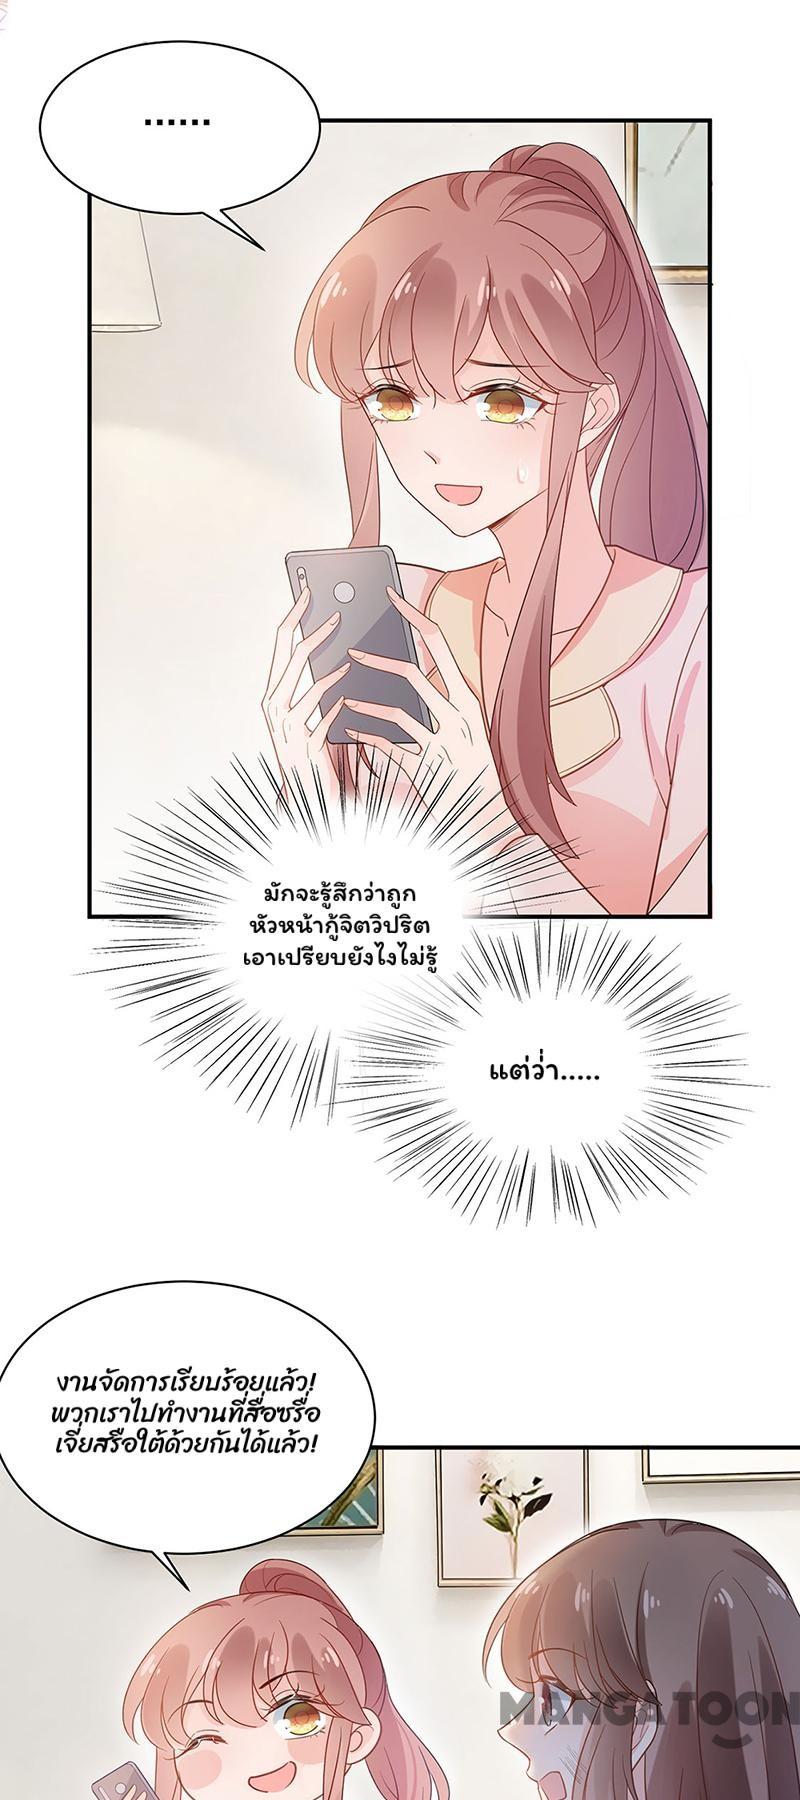 ......
มักจะรู้สึกว่าถูก
หัวหน้ากู้จิตวิปริต
เอาเปรียบยังไงไม่รู้
แต่ว่า.....
งานจัดการเรียบร้อยแล้ว!
พวกเราไปทำงานที่สื่อซรื่อ
เจี่ยสรือใต้ด้วยกันได้แล้ว!
MANGATOON